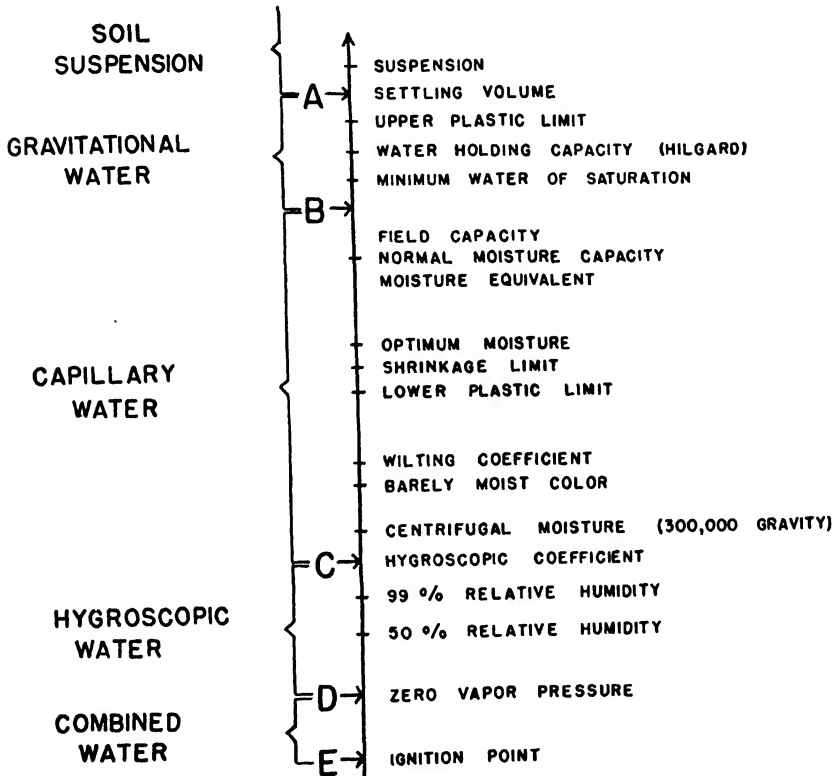 SOIL
SUSPENSION
SUSPENSION
A
SETTLING VOLUME
UPPER PLASTIC LIMIT
GRAVITATIONAL
WATER
WATER HOLDING CAPACITY (HILGARD)
MINIMUM WATER OF SATURATION
B
FIELD CAPACITY
NORMAL MOISTURE CAPACITY
MOISTURE EQUIVALENT
OPTIMUM MOISTURE
SHRINKAGE LIMIT
CAPILLARY
WATER
LOWER PLASTIC LIMIT
WILTING COEFFICIENT
BARELY MOIST COLOR
CENTRIFUGAL MOISTURE (300,000 GRAVITY)
C
HYGROSCOPIC COEFFICIENT
99 % RELATIVE HUMIDITY
HYGROSCOPIC
WATER
50 % RELATIVE HUMIDITY
D
ZERO VAPOR PRESSURE
COMBINED
WATER
E
IGNITION POINT